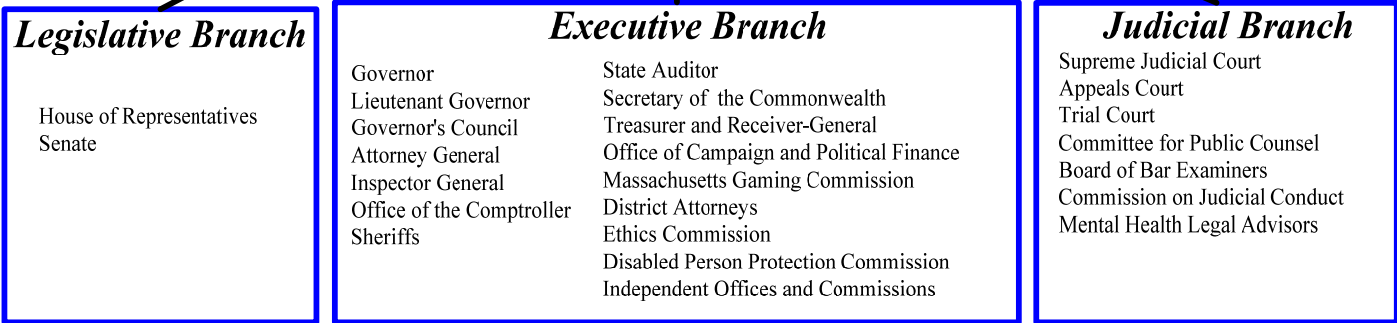 Legislative Branch
House of Representatives
Senate
Executive Branch
Governor
Lieutenant Governor
Governor's Council
Attorney General
Inspector General
Office of the Comptroller
Sheriffs
State Auditor
Secretary of the Commonwealth
Treasurer and Receiver-General
Office of Campaign and Political Finance
Massachusetts Gaming Commission
District Attorneys
Ethics Commission
Disabled Person Protection Commission
Independent Offices and Commissions
Judicial Branch
Supreme Judicial Court
Appeals Court
Trial Court
Committee for Public Counsel
Board of Bar Examiners
Commission on Judicial Conduct
Mental Health Legal Advisors